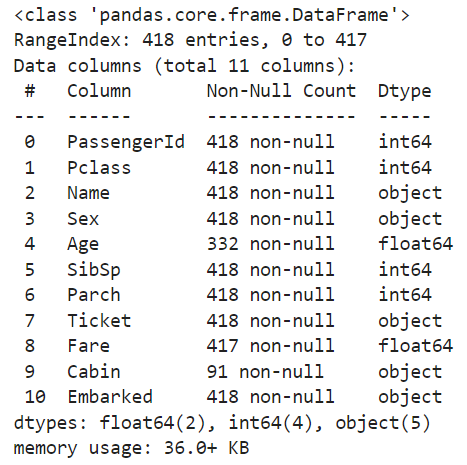 <class 'pandas.core.frame.DataFrame'>
RangeIndex: 418 entries, 0 to 417
Data columns (total 11 columns):
 #   Column       Non-Null Count  Dtype
---  ------       --------------  -----
 0   PassengerId  418 non-null    int64
 1   Pclass       418 non-null    int64
 2   Name         418 non-null    object
 3   Sex          418 non-null    object
 4   Age          332 non-null    float64
 5   SibSp        418 non-null    int64
 6   Parch        418 non-null    int64
 7   Ticket       418 non-null    object
 8   Fare         417 non-null    float64
 9   Cabin        91 non-null     object
 10  Embarked     418 non-null    object
dtypes: float64(2), int64(4), object(5)
memory usage: 36.0+ KB